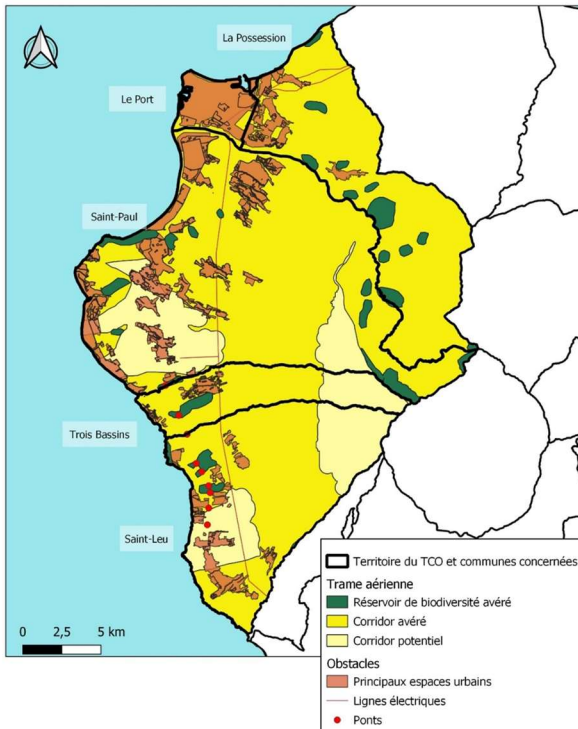 La Possession
Le Port
Saint-Paul
Trois Bassins
Saint-Leu
0 2,5 5 km
Territoire du TCO et communes concernées
Trame aérienne
Réservoir de biodiversité avéré
Corridor avéré
Corridor potentiel
Obstacles
Principaux espaces urbains
Lignes électriques
Ponts